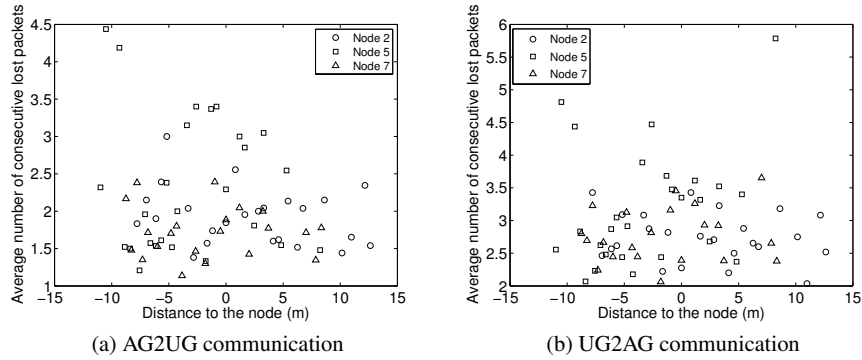 Average number of consecutive lost packets
4.5
4
3.5
3
2.5
2
1.5
1
−15
−10
−5
0
5
10
15
Distance to the node (m)
Node 2
Node 5
Node 7
(a) AG2UG communication
Average number of consecutive lost packets
6
5.5
5
4.5
4
3.5
3
2.5
2
−15
−10
−5
0
5
10
15
Distance to the node (m)
Node 2
Node 5
Node 7
(b) UG2AG communication